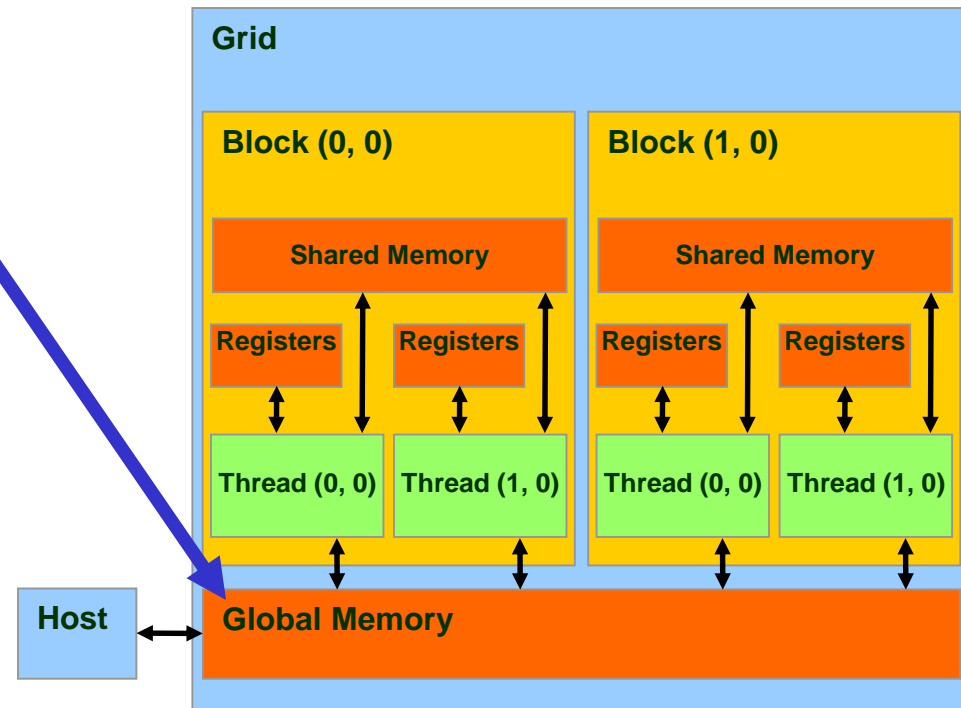 Grid
Block (0, 0)
Block (1, 0)
Shared Memory
Shared Memory
Registers
Registers
Registers
Registers
Thread (0, 0)
Thread (1, 0)
Thread (0, 0)
Thread (1, 0)
Host
Global Memory